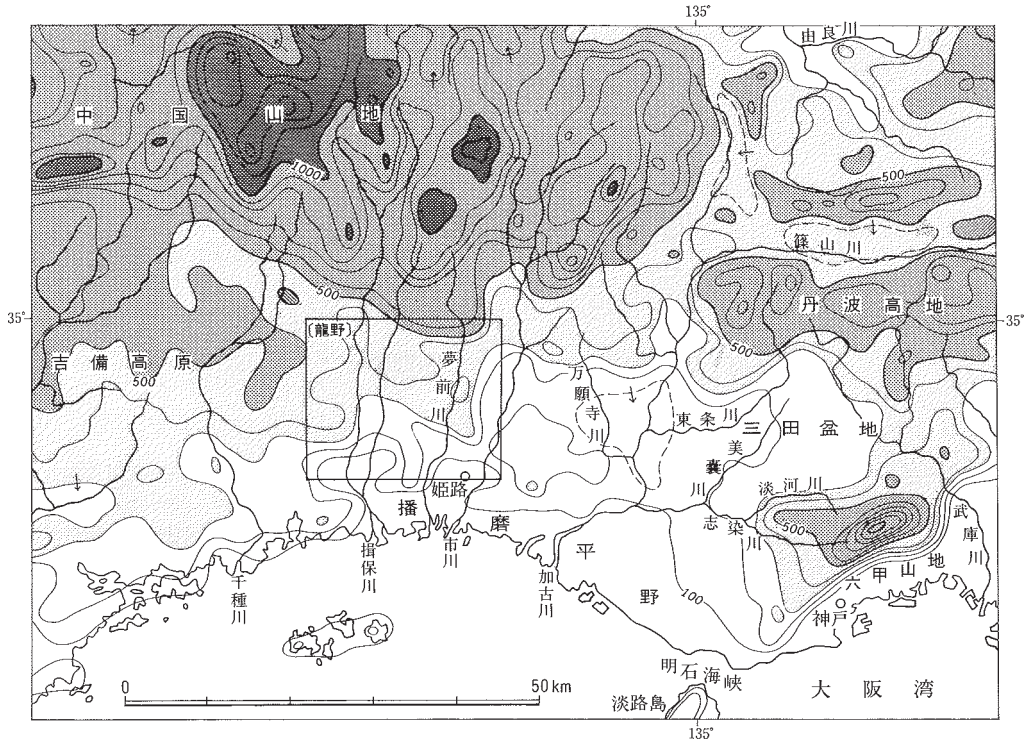 135°
由良川
中国山地
1000
500
篠山川
丹波高地
35°
500
〔龍野〕
35°
吉備高原
500
夢前川
万願寺川
500
東条川
三田盆地
美嚢川
淡河川
姫路
播磨平野
志染川
500
武庫川
六甲山地
千種川
揖保川
市川
加古川
100
神戸
明石海峡
大阪湾
淡路島
0
50km
135°